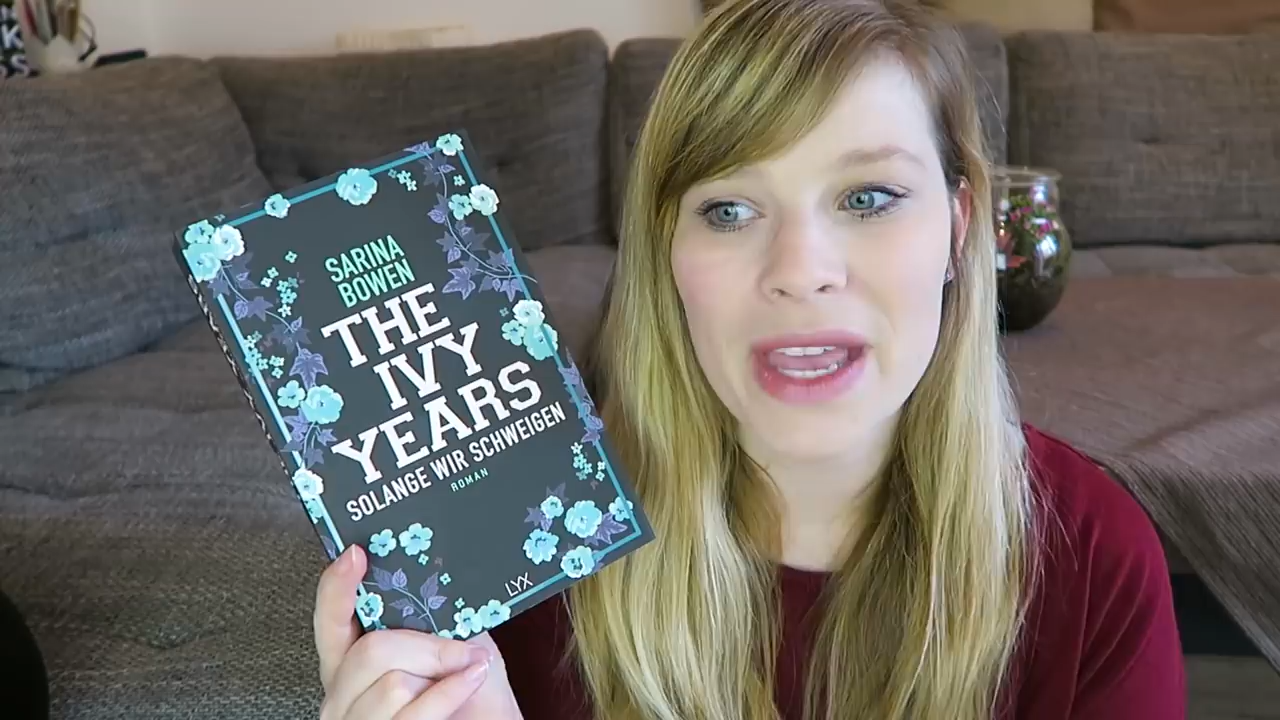 SARINA
BOWEN
THE
IVY
YEARS
SOLANGE WIR SCHWEIGEN
ROMAN
LYX